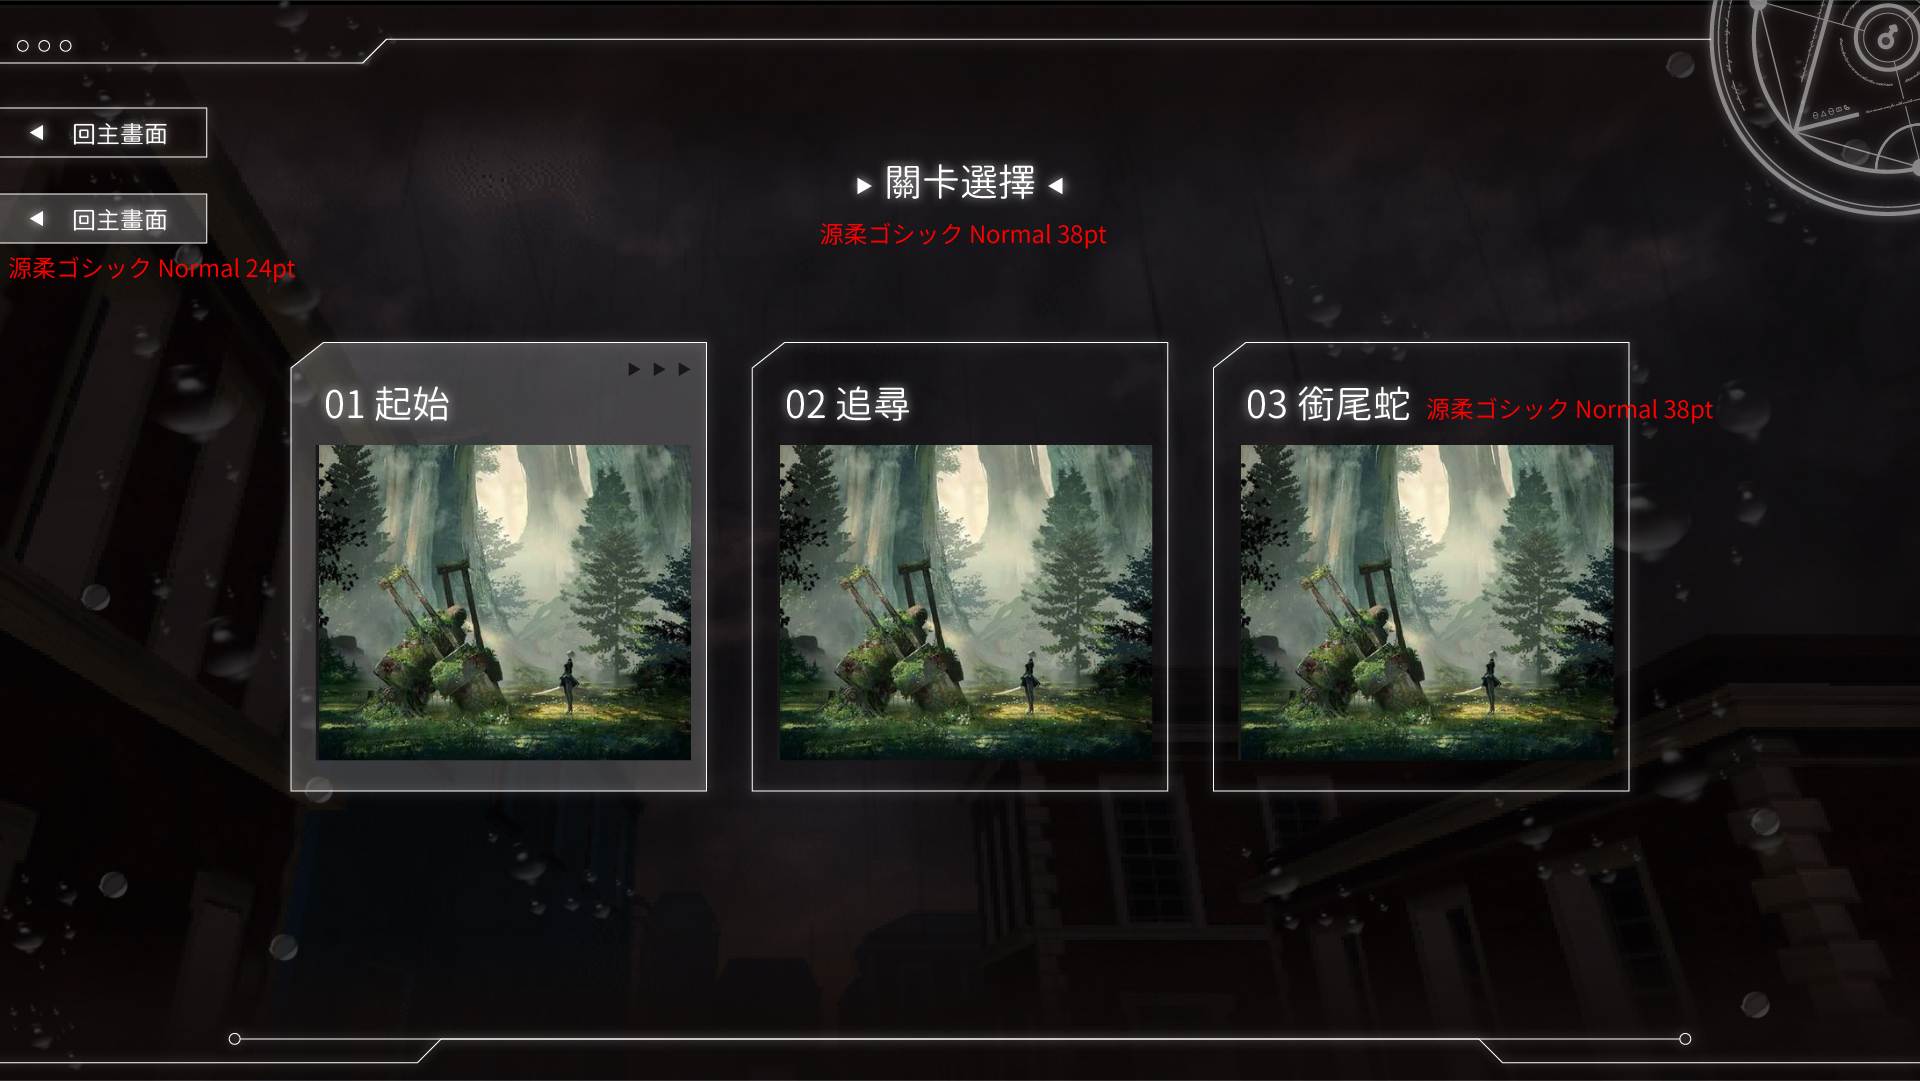 回主畫面
回主畫面
源柔ゴシック Normal 24pt
關卡選擇
源柔ゴシック Normal 38pt
01 起始
02 追尋
03 銜尾蛇
源柔ゴシック Normal 38pt